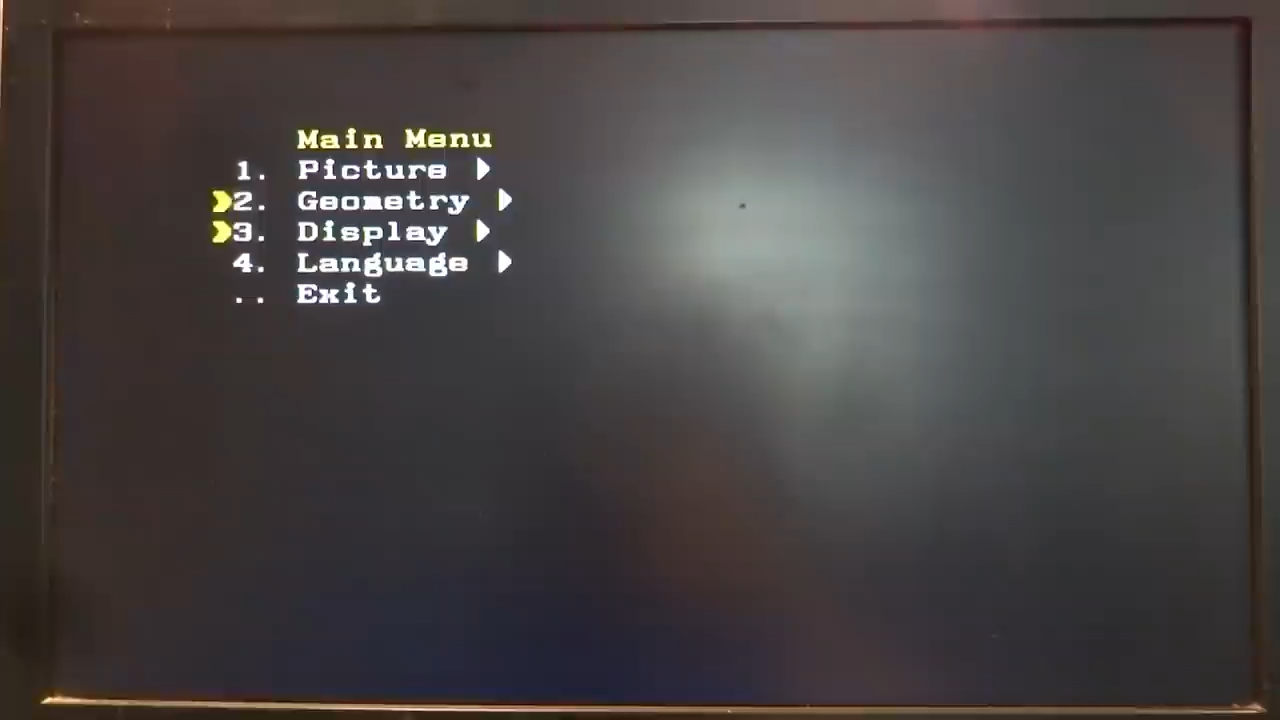 Main Menu
1. Picture
2. Geometry
3. Display
4. Language
.. Exit